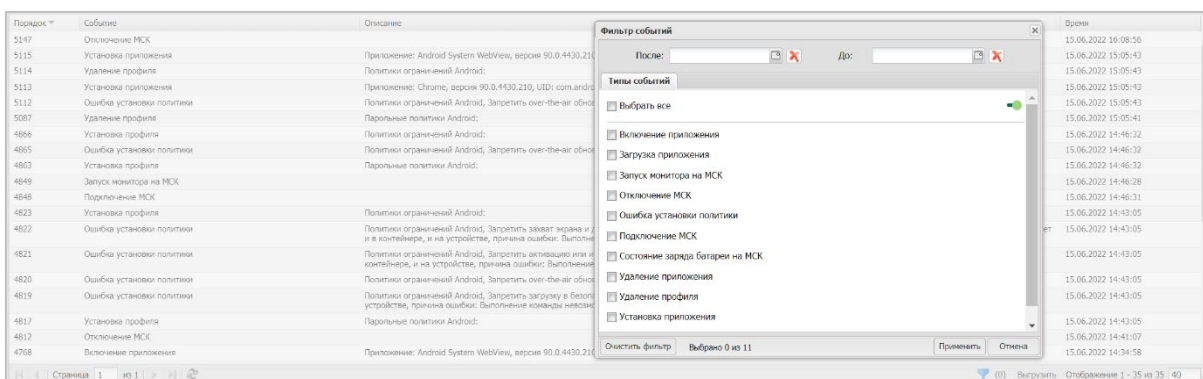 Порядок Событие Описание Время
Фильтр событий
После: До:
Типы событий
Выбрать все
Включение приложения
Загрузка приложения
Запуск монитора на МСК
Отключение МСК
Ошибка установки политики
Подключение МСК
Состояние заряда батареи на МСК
Удаление приложения
Удаление профиля
Установка приложения
Очистить фильтр Выбрано 0 из 11 Применить Отмена
5147 Отключение МСК 15.06.2022 16:08:56
5115 Установка приложения Приложение: Android System WebView, версия 90.0.4430.210 15.06.2022 15:05:43
5114 Удаление профиля Политики ограничений Android: 15.06.2022 15:05:43
5113 Установка приложения Приложение: Chrome, версия 90.0.4430.210, UID: com.andro 15.06.2022 15:05:43
5112 Ошибка установки политики Политики ограничений Android, Запретить over-the-air обнов 15.06.2022 15:05:43
5087 Удаление профиля Парольные политики Android: 15.06.2022 15:05:41
4866 Установка профиля Политики ограничений Android: 15.06.2022 14:46:32
4865 Ошибка установки политики Политики ограничений Android, Запретить over-the-air обнов 15.06.2022 14:46:32
4863 Установка профиля Парольные политики Android: 15.06.2022 14:46:32
4849 Запуск монитора на МСК 15.06.2022 14:46:28
4848 Подключение МСК 15.06.2022 14:46:31
4823 Установка профиля Политики ограничений Android: 15.06.2022 14:43:05
4822 Ошибка установки политики Политики ограничений Android, Запретить захват экрана и д ет 15.06.2022 14:43:05
и в контейнере, и на устройстве, причина ошибки: Выполне
4821 Ошибка установки политики Политики ограничений Android, Запретить активацию или и 15.06.2022 14:43:05
контейнере, и на устройстве, причина ошибки: Выполнение
4820 Ошибка установки политики Политики ограничений Android, Запретить over-the-air обнов 15.06.2022 14:43:05
4819 Ошибка установки политики Политики ограничений Android, Запретить загрузку в безопа 15.06.2022 14:43:05
устройстве, причина ошибки: Выполнение команды невозмо
4817 Установка профиля Парольные политики Android: 15.06.2022 14:43:05
4812 Отключение МСК 15.06.2022 14:41:07
4768 Включение приложения Приложение: Android System WebView, версия 90.0.4430.210 15.06.2022 14:34:58
Страница 1 из 1 (0) Выгрузить Отображение 1 - 35 из 35 40